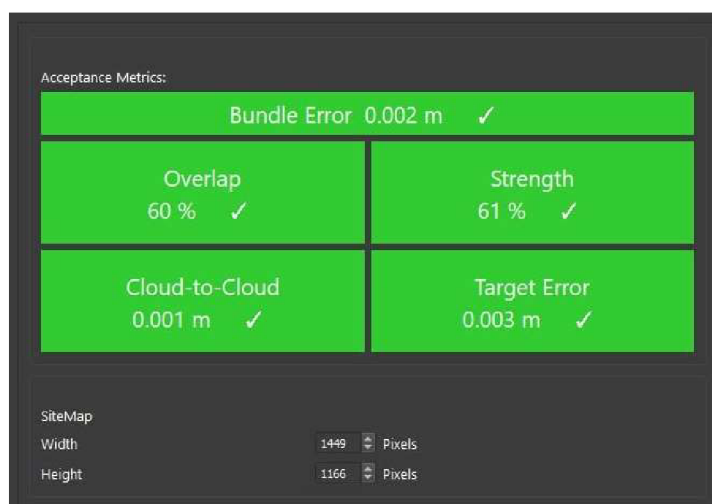 Acceptance Metrics:
Bundle Error 0.002 m ✓
Overlap
60 % ✓
Strength
61 % ✓
Cloud-to-Cloud
0.001 m ✓
Target Error
0.003 m ✓
SiteMap
Width 1449 Pixels
Height 1166 Pixels